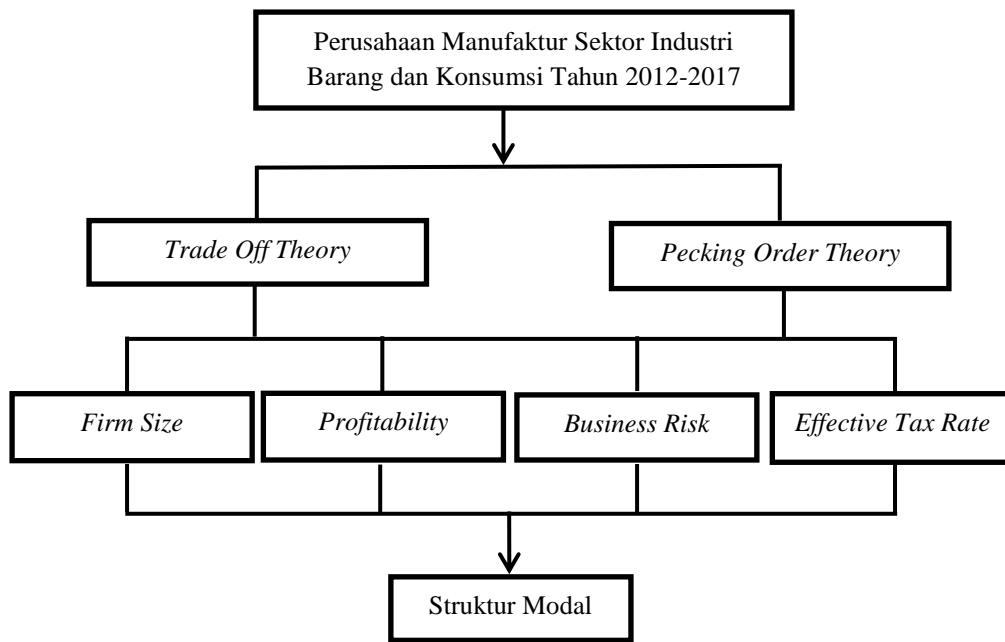 Perusahaan Manufaktur Sektor Industri
Barang dan Konsumsi Tahun 2012-2017
Trade Off Theory
Pecking Order Theory
Firm Size
Profitability
Business Risk
Effective Tax Rate
Struktur Modal